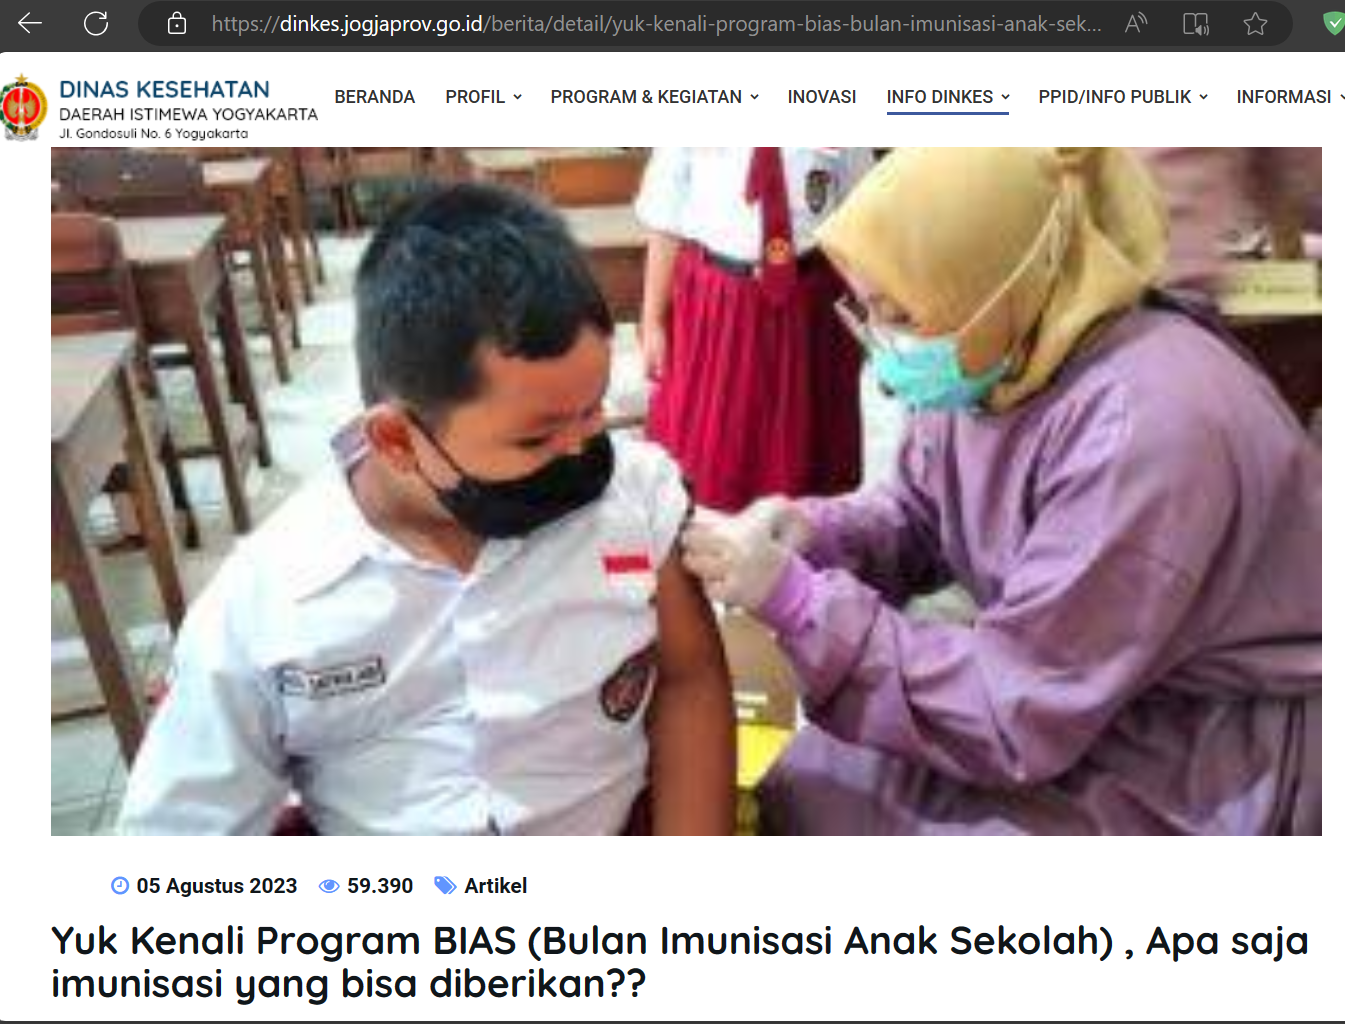 https://dinkes.jogjaprov.go.id/berita/detail/yuk-kenali-program-bias-bulan-imunisasi-anak-sek...
DINAS KESEHATAN
DAERAH ISTIMEWA YOGYAKARTA
Jl. Gondosuli No. 6 Yogyakarta
BERANDA PROFIL PROGRAM & KEGIATAN INOVASI INFO DINKES PPID/INFO PUBLIK INFORMASI
05 Agustus 2023 59.390 Artikel
Yuk Kenali Program BIAS (Bulan Imunisasi Anak Sekolah) , Apa saja
imunisasi yang bisa diberikan??